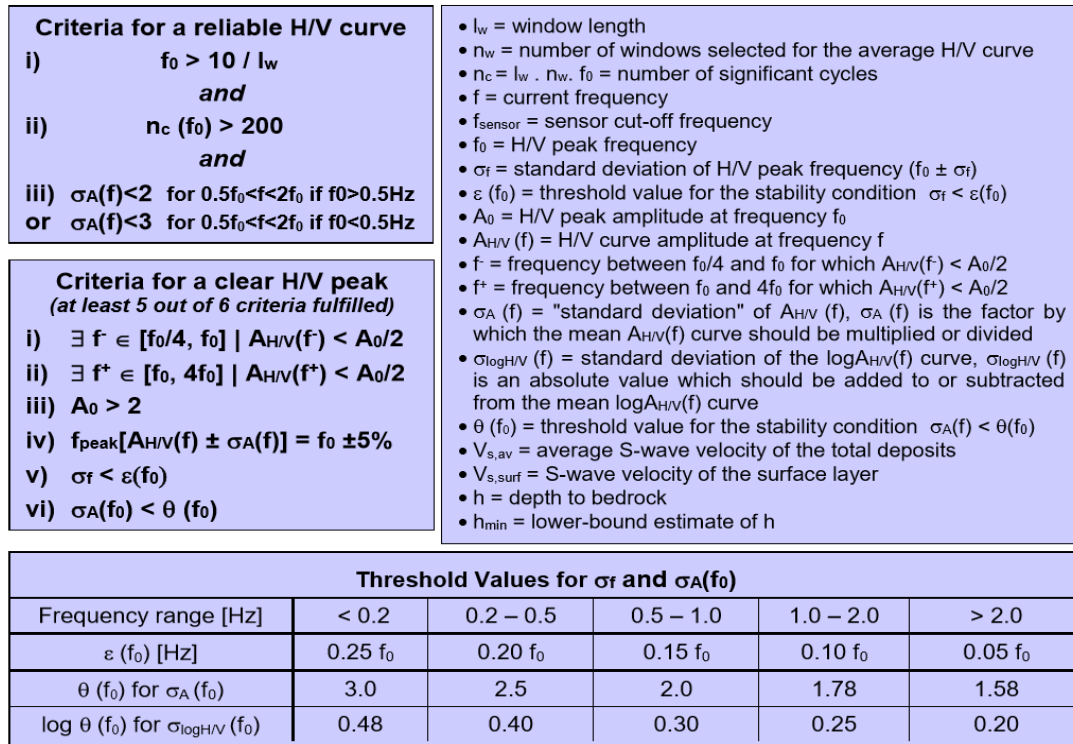 Criteria for a reliable H/V curve
i) f₀ > 10 / lw
and
ii) nc (f₀) > 200
and
iii) σA(f)<2 for 0.5f₀<f<2f₀ if f0>0.5Hz
or σA(f)<3 for 0.5f₀<f<2f₀ if f0<0.5Hz
Criteria for a clear H/V peak
(at least 5 out of 6 criteria fulfilled)
i) ∃ f⁻ ∈ [f₀/4, f₀] | AH/V(f⁻) < A₀/2
ii) ∃ f⁺ ∈ [f₀, 4f₀] | AH/V(f⁺) < A₀/2
iii) A₀ > 2
iv) fpeak[AH/V(f) ± σA(f)] = f₀ ±5%
v) σf < ε(f₀)
vi) σA(f₀) < θ (f₀)
• lw = window length
• nw = number of windows selected for the average H/V curve
• nc = lw . nw. f₀ = number of significant cycles
• f = current frequency
• fsensor = sensor cut-off frequency
• f₀ = H/V peak frequency
• σf = standard deviation of H/V peak frequency (f₀ ± σf)
• ε (f₀) = threshold value for the stability condition σf < ε(f₀)
• A₀ = H/V peak amplitude at frequency f₀
• AH/V (f) = H/V curve amplitude at frequency f
• f⁻ = frequency between f₀/4 and f₀ for which AH/V(f⁻) < A₀/2
• f⁺ = frequency between f₀ and 4f₀ for which AH/V(f⁺) < A₀/2
• σA (f) = "standard deviation" of AH/V (f), σA (f) is the factor by
which the mean AH/V(f) curve should be multiplied or divided
• σlogH/V (f) = standard deviation of the logAH/V(f) curve, σlogH/V (f)
is an absolute value which should be added to or subtracted
from the mean logAH/V(f) curve
• θ (f₀) = threshold value for the stability condition σA(f) < θ(f₀)
• Vs,av = average S-wave velocity of the total deposits
• Vs,surf = S-wave velocity of the surface layer
• h = depth to bedrock
• hmin = lower-bound estimate of h
Threshold Values for σf and σA(f₀)
Frequency range [Hz] < 0.2 0.2 – 0.5 0.5 – 1.0 1.0 – 2.0 > 2.0
ε (f₀) [Hz] 0.25 f₀ 0.20 f₀ 0.15 f₀ 0.10 f₀ 0.05 f₀
θ (f₀) for σA (f₀) 3.0 2.5 2.0 1.78 1.58
log θ (f₀) for σlogH/V (f₀) 0.48 0.40 0.30 0.25 0.20